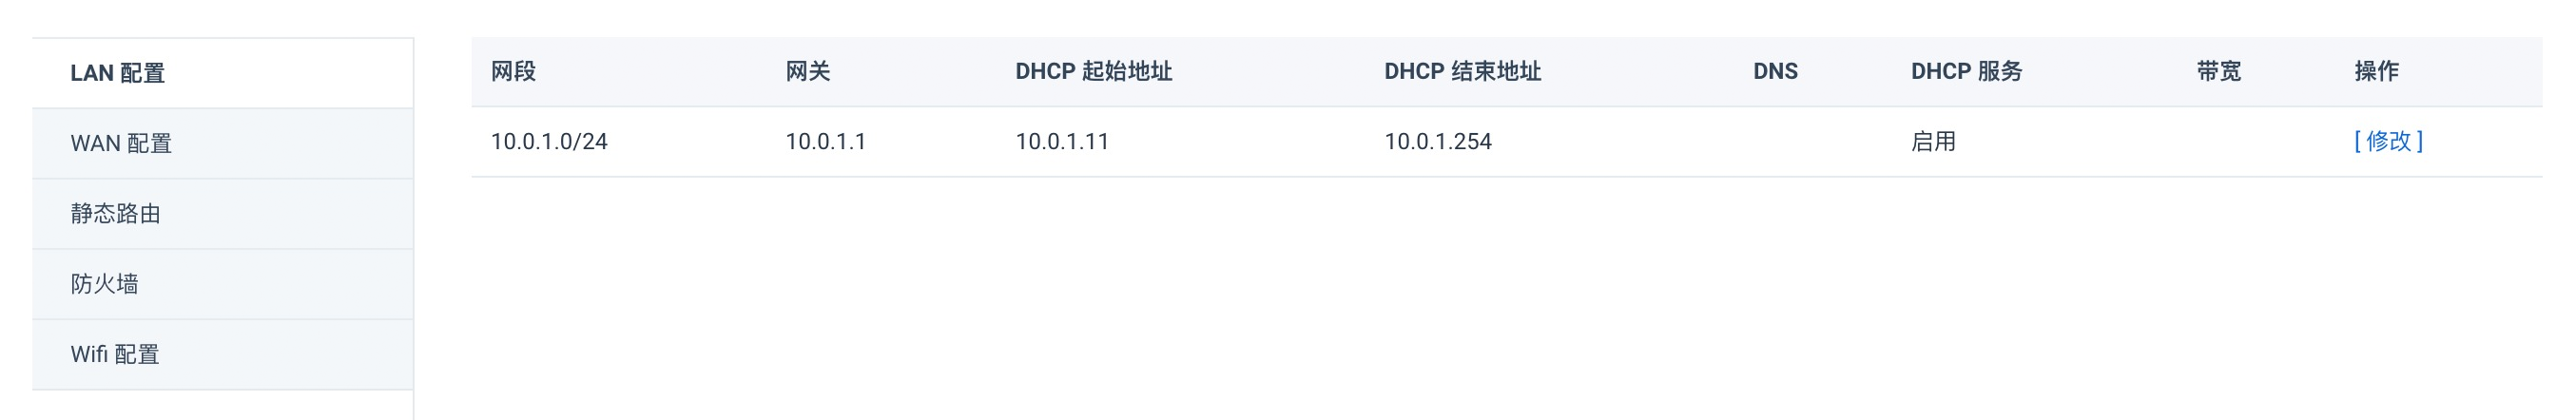 LAN 配置
WAN 配置
静态路由
防火墙
Wifi 配置
网段 网关 DHCP 起始地址 DHCP 结束地址 DNS DHCP 服务 带宽 操作
10.0.1.0/24 10.0.1.1 10.0.1.11 10.0.1.254 启用 [ 修改 ]